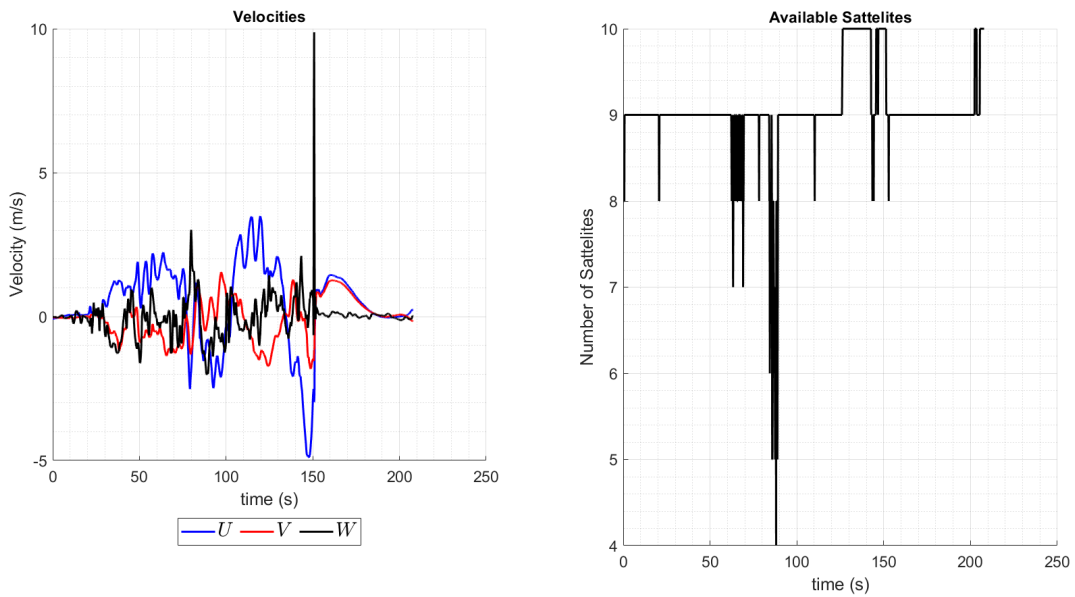 Velocities
10
5
0
-5
Velocity (m/s)
0 50 100 150 200 250
time (s)
U V W
Available Sattelites
10
9
8
7
6
5
4
Number of Sattelites
0 50 100 150 200 250
time (s)